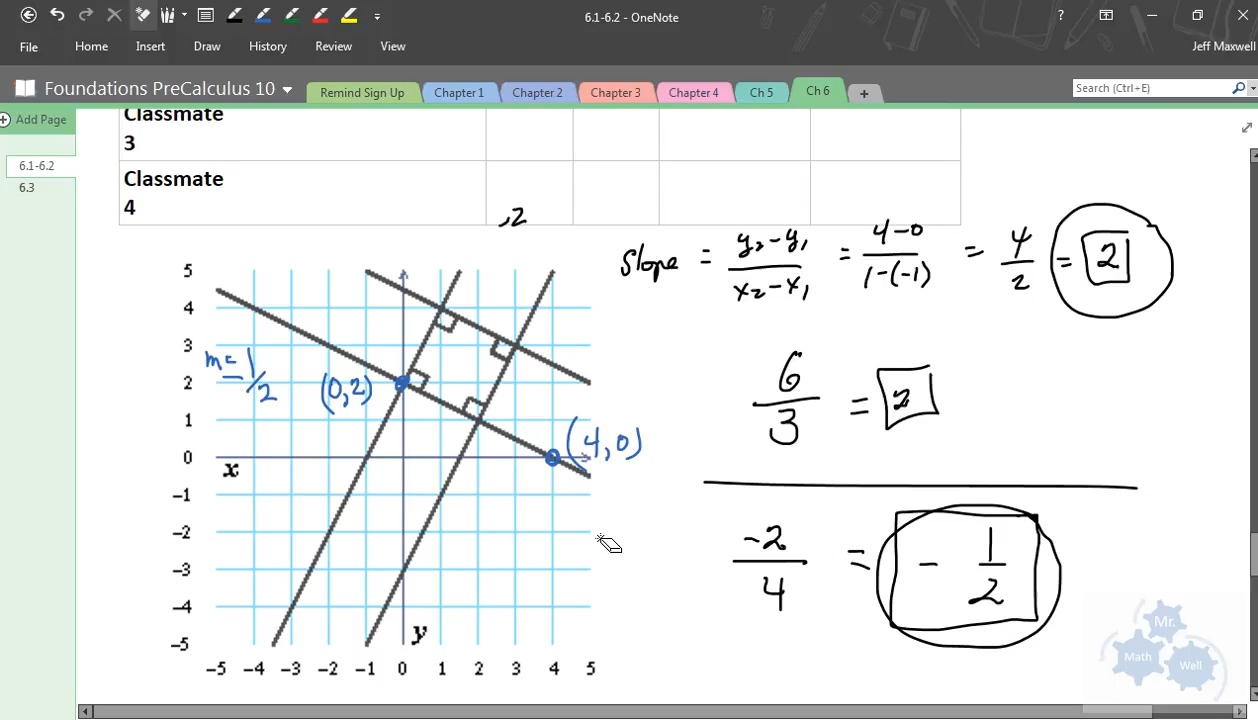 6.1-6.2 - OneNote
?
File Home Insert Draw History Review View
Jeff Maxwell
Foundations PreCalculus 10
Remind Sign Up Chapter 1 Chapter 2 Chapter 3 Chapter 4 Ch 5 Ch 6 +
Search (Ctrl+E)
Add Page
6.1-6.2
6.3
Classmate
3
Classmate
4
,2
Slope = y₂-y₁ / x₂-x₁ = 4-0 / 1-(-1) = 4/2 = 2
6/3 = 2
-2/4 = - 1/2
m = -1/2
(0,2)
(4,0)
5
4
3
2
1
0
x
-1
-2
-3
-4
y
-5
-5 -4 -3 -2 -1 0 1 2 3 4 5
Mr.
Math
Well